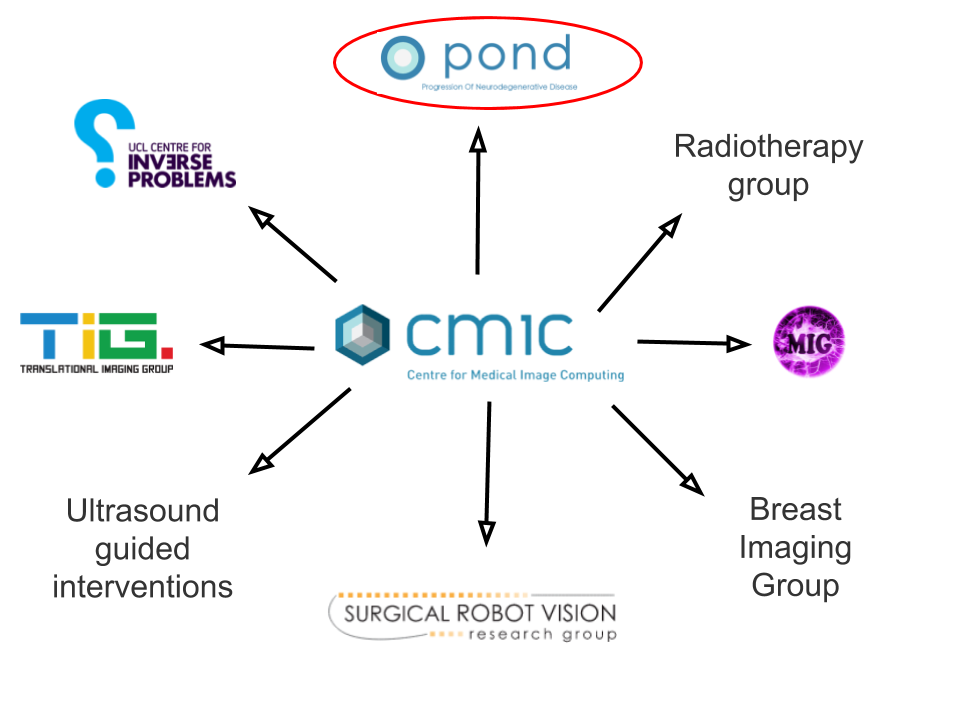 pond
Progression Of Neurodegenerative Disease
UCL CENTRE FOR
INVERSE
PROBLEMS
Radiotherapy
group
TiG.
TRANSLATIONAL IMAGING GROUP
cmic
Centre for Medical Image Computing
MIG
Ultrasound
guided
interventions
Breast
Imaging
Group
SURGICAL ROBOT VISION
research group